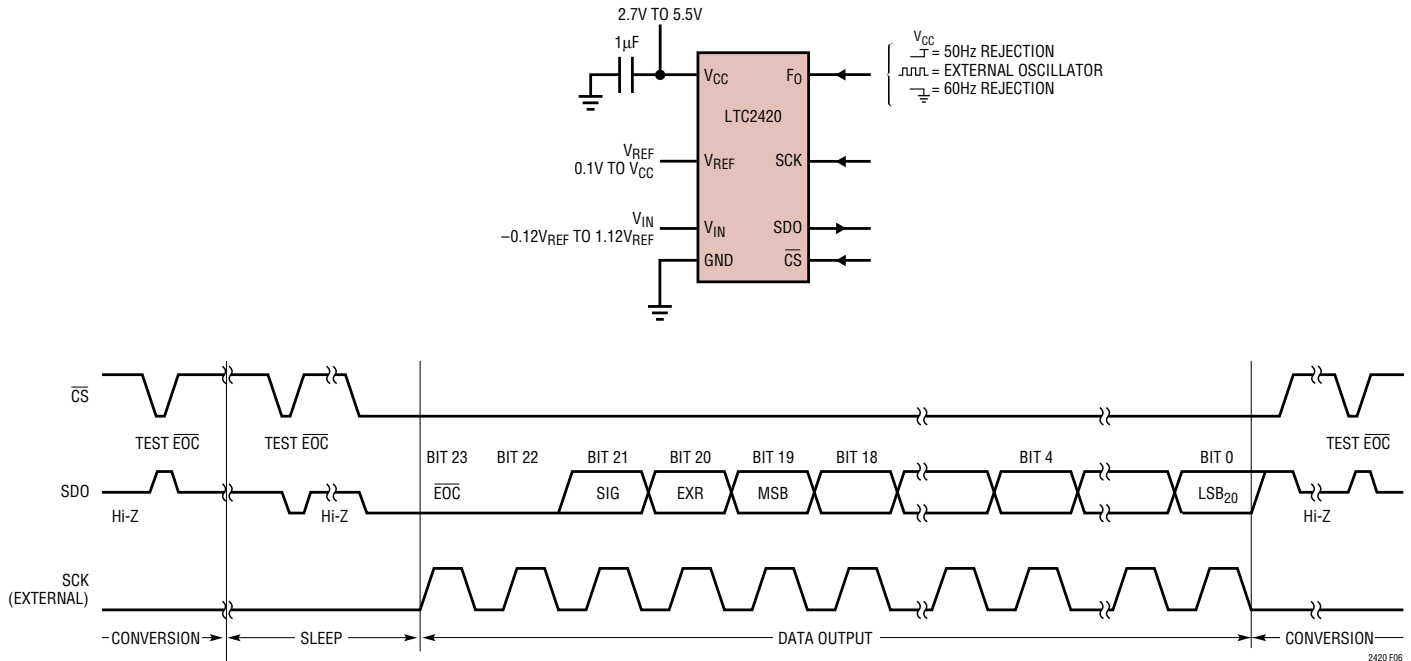 2.7V TO 5.5V
1µF
VCC
FO
VCC
= 50Hz REJECTION
= EXTERNAL OSCILLATOR
= 60Hz REJECTION
LTC2420
VREF
0.1V TO VCC
VREF
SCK
VIN
−0.12VREF TO 1.12VREF
VIN
SDO
GND
CS
CS
TEST EOC
TEST EOC
TEST EOC
BIT 23
BIT 22
BIT 21
BIT 20
BIT 19
BIT 18
BIT 4
BIT 0
SDO
EOC
SIG
EXR
MSB
LSB20
Hi-Z
Hi-Z
Hi-Z
SCK
(EXTERNAL)
CONVERSION
SLEEP
DATA OUTPUT
CONVERSION
2420 F06